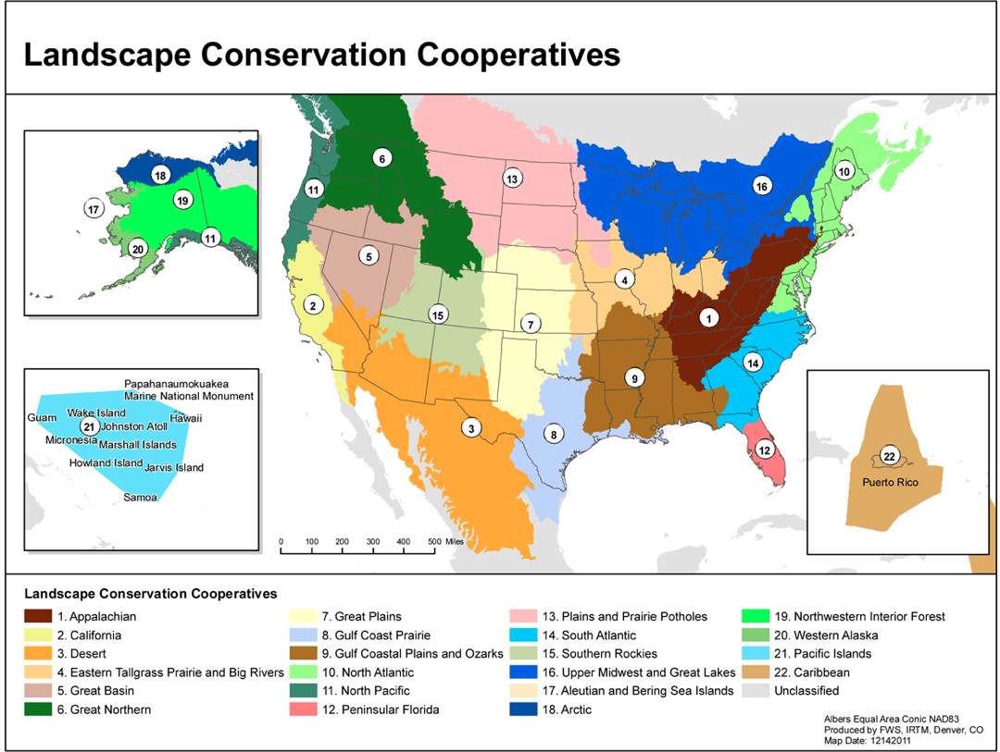 Landscape Conservation Cooperatives
18
17
19
20
11
6
11
13
16
10
5
2
15
7
4
1
9
14
3
8
12
Papahanaumokuakea
Marine National Monument
Guam
Wake Island
Hawaii
21
Johnston Atoll
Micronesia
Marshall Islands
Howland Island
Jarvis Island
Samoa
22
Puerto Rico
0 100 200 300 400 500 Miles
Landscape Conservation Cooperatives
1. Appalachian
2. California
3. Desert
4. Eastern Tallgrass Prairie and Big Rivers
5. Great Basin
6. Great Northern
7. Great Plains
8. Gulf Coast Prairie
9. Gulf Coastal Plains and Ozarks
10. North Atlantic
11. North Pacific
12. Peninsular Florida
13. Plains and Prairie Potholes
14. South Atlantic
15. Southern Rockies
16. Upper Midwest and Great Lakes
17. Aleutian and Bering Sea Islands
18. Arctic
19. Northwestern Interior Forest
20. Western Alaska
21. Pacific Islands
22. Caribbean
Unclassified
Albers Equal Area Conic NAD83
Produced by FWS, IRTM, Denver, CO
Map Date: 12142011